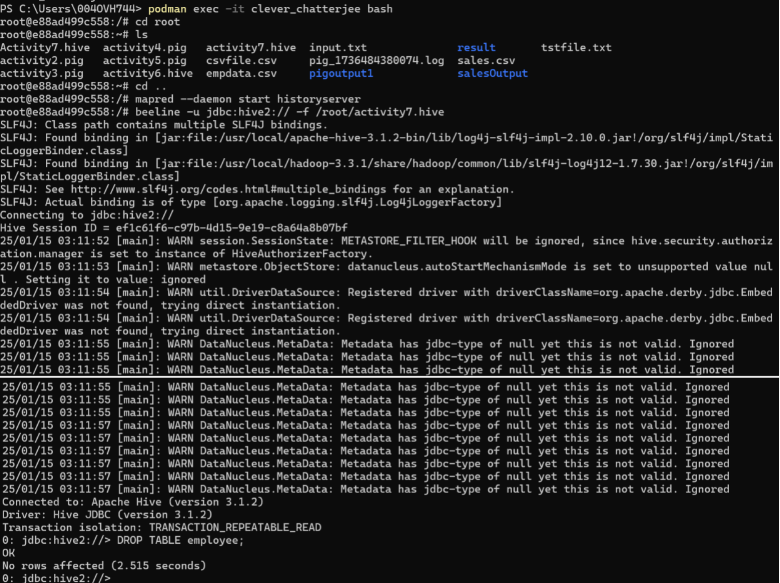 PS C:\Users\004OVH744> podman exec -it clever_chatterjee bash
root@e88ad499c558:/# cd root
root@e88ad499c558:~# ls
Activity7.hive activity4.pig activity7.hive input.txt result tstfile.txt
activity2.pig activity5.pig csvfile.csv pig_1736484380074.log sales.csv
activity3.pig activity6.hive empdata.csv pigoutput1 salesOutput
root@e88ad499c558:~# cd ..
root@e88ad499c558:/# mapred --daemon start historyserver
root@e88ad499c558:/# beeline -u jdbc:hive2:// -f /root/activity7.hive
SLF4J: Class path contains multiple SLF4J bindings.
SLF4J: Found binding in [jar:file:/usr/local/apache-hive-3.1.2-bin/lib/log4j-slf4j-impl-2.10.0.jar!/org/slf4j/impl/Stati
cLoggerBinder.class]
SLF4J: Found binding in [jar:file:/usr/local/hadoop-3.3.1/share/hadoop/common/lib/slf4j-log4j12-1.7.30.jar!/org/slf4j/im
pl/StaticLoggerBinder.class]
SLF4J: See http://www.slf4j.org/codes.html#multiple_bindings for an explanation.
SLF4J: Actual binding is of type [org.apache.logging.slf4j.Log4jLoggerFactory]
Connecting to jdbc:hive2://
Hive Session ID = ef1c61f6-c97b-4d15-9e19-c8a64a8b07bf
25/01/15 03:11:52 [main]: WARN session.SessionState: METASTORE_FILTER_HOOK will be ignored, since hive.security.authoriz
ation.manager is set to instance of HiveAuthorizerFactory.
25/01/15 03:11:53 [main]: WARN metastore.ObjectStore: datanucleus.autoStartMechanismMode is set to unsupported value nul
l . Setting it to value: ignored
25/01/15 03:11:54 [main]: WARN util.DriverDataSource: Registered driver with driverClassName=org.apache.derby.jdbc.Embed
dedDriver was not found, trying direct instantiation.
25/01/15 03:11:54 [main]: WARN util.DriverDataSource: Registered driver with driverClassName=org.apache.derby.jdbc.Embed
dedDriver was not found, trying direct instantiation.
25/01/15 03:11:55 [main]: WARN DataNucleus.MetaData: Metadata has jdbc-type of null yet this is not valid. Ignored
25/01/15 03:11:55 [main]: WARN DataNucleus.MetaData: Metadata has jdbc-type of null yet this is not valid. Ignored
25/01/15 03:11:55 [main]: WARN DataNucleus.MetaData: Metadata has jdbc-type of null yet this is not valid. Ignored
25/01/15 03:11:55 [main]: WARN DataNucleus.MetaData: Metadata has jdbc-type of null yet this is not valid. Ignored
25/01/15 03:11:55 [main]: WARN DataNucleus.MetaData: Metadata has jdbc-type of null yet this is not valid. Ignored
25/01/15 03:11:55 [main]: WARN DataNucleus.MetaData: Metadata has jdbc-type of null yet this is not valid. Ignored
25/01/15 03:11:57 [main]: WARN DataNucleus.MetaData: Metadata has jdbc-type of null yet this is not valid. Ignored
25/01/15 03:11:57 [main]: WARN DataNucleus.MetaData: Metadata has jdbc-type of null yet this is not valid. Ignored
25/01/15 03:11:57 [main]: WARN DataNucleus.MetaData: Metadata has jdbc-type of null yet this is not valid. Ignored
25/01/15 03:11:57 [main]: WARN DataNucleus.MetaData: Metadata has jdbc-type of null yet this is not valid. Ignored
25/01/15 03:11:57 [main]: WARN DataNucleus.MetaData: Metadata has jdbc-type of null yet this is not valid. Ignored
25/01/15 03:11:57 [main]: WARN DataNucleus.MetaData: Metadata has jdbc-type of null yet this is not valid. Ignored
Connected to: Apache Hive (version 3.1.2)
Driver: Hive JDBC (version 3.1.2)
Transaction isolation: TRANSACTION_REPEATABLE_READ
0: jdbc:hive2://> DROP TABLE employee;
OK
No rows affected (2.515 seconds)
0: jdbc:hive2://>